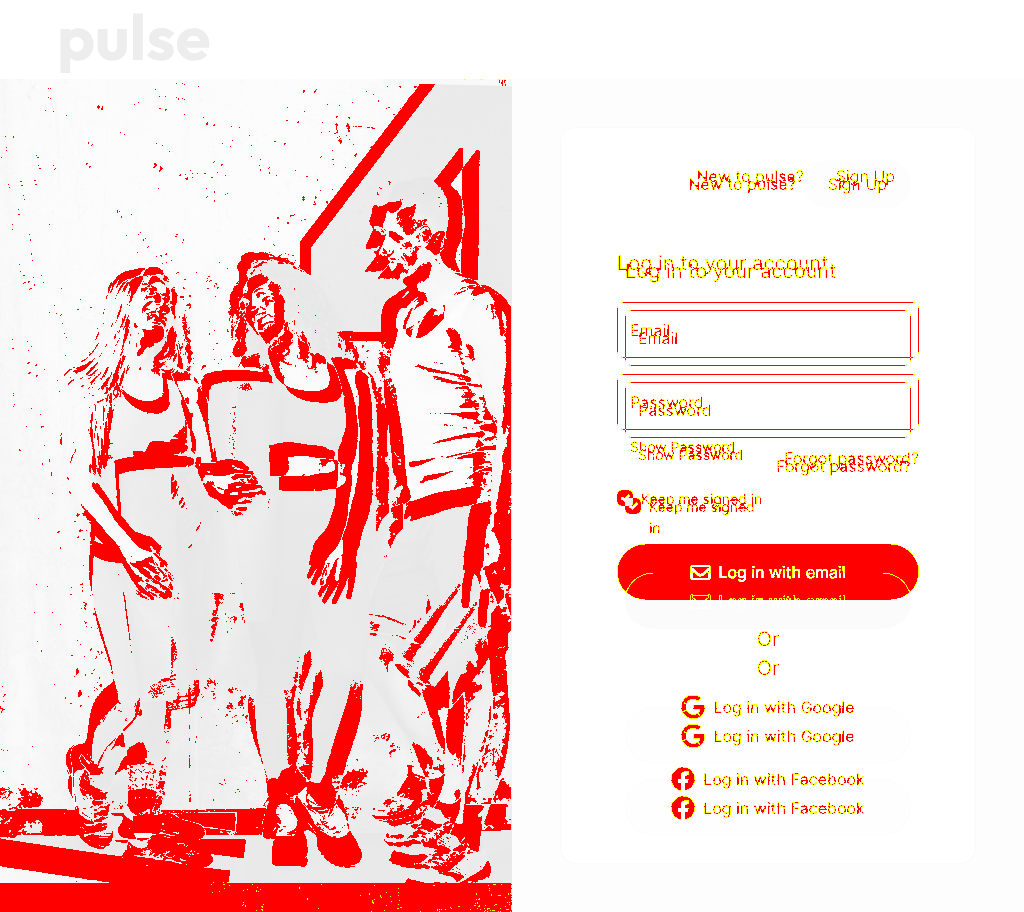 pulse
New to pulse? Sign Up
New to pulse? Sign Up
Log in to your account
Log in to your account
Email
Email
Password
Password
Show Password
Show Password
Forgot password?
Forgot password?
Keep me signed in
Keep me signed
in
Log in with email
Log in with email
Or
Or
Log in with Google
Log in with Google
Log in with Facebook
Log in with Facebook